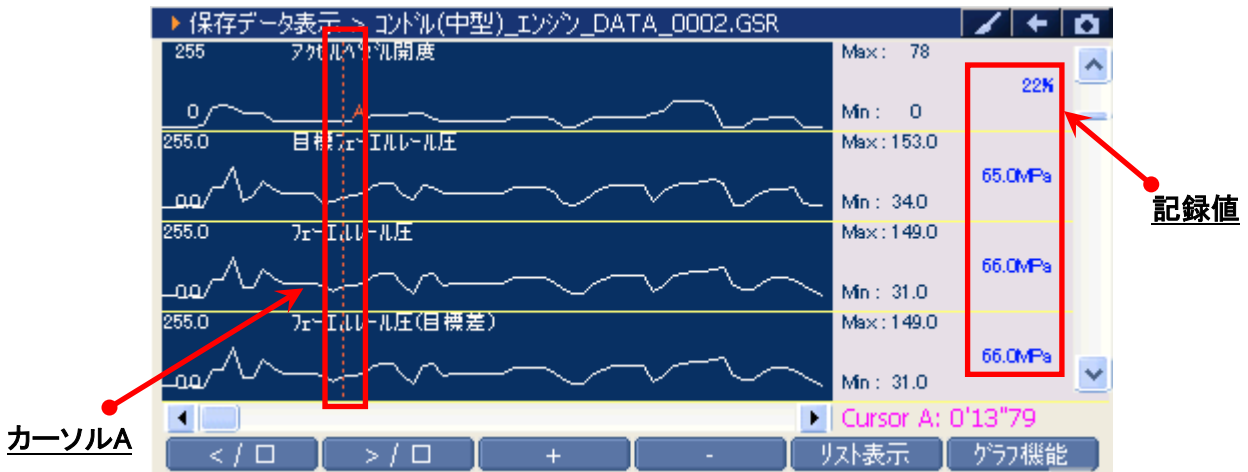 保存データ表示 > コンドル(中型)_エンジン_DATA_0002.GSR
255 アクセルペダル開度 Max: 78
22%
0 A Min: 0
255.0 目標フューエルレール圧 Max:153.0
65.0MPa
0.0 Min: 34.0
255.0 フューエルレール圧 Max:149.0
66.0MPa
0.0 Min: 31.0
255.0 フューエルレール圧(目標差) Max:149.0
66.0MPa
0.0 Min: 31.0
記録値
カーソルA
Cursor A: 0'13"79
< / ロ > / ロ + - リスト表示 グラフ機能